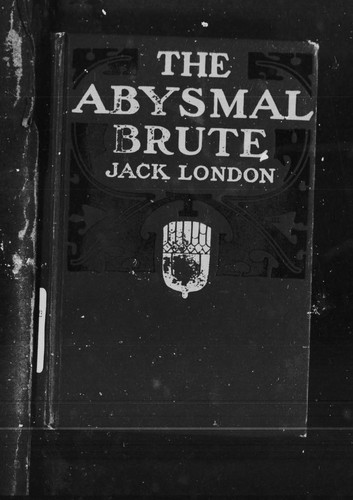 THE
ABYSMAL
BRUTE
JACK LONDON